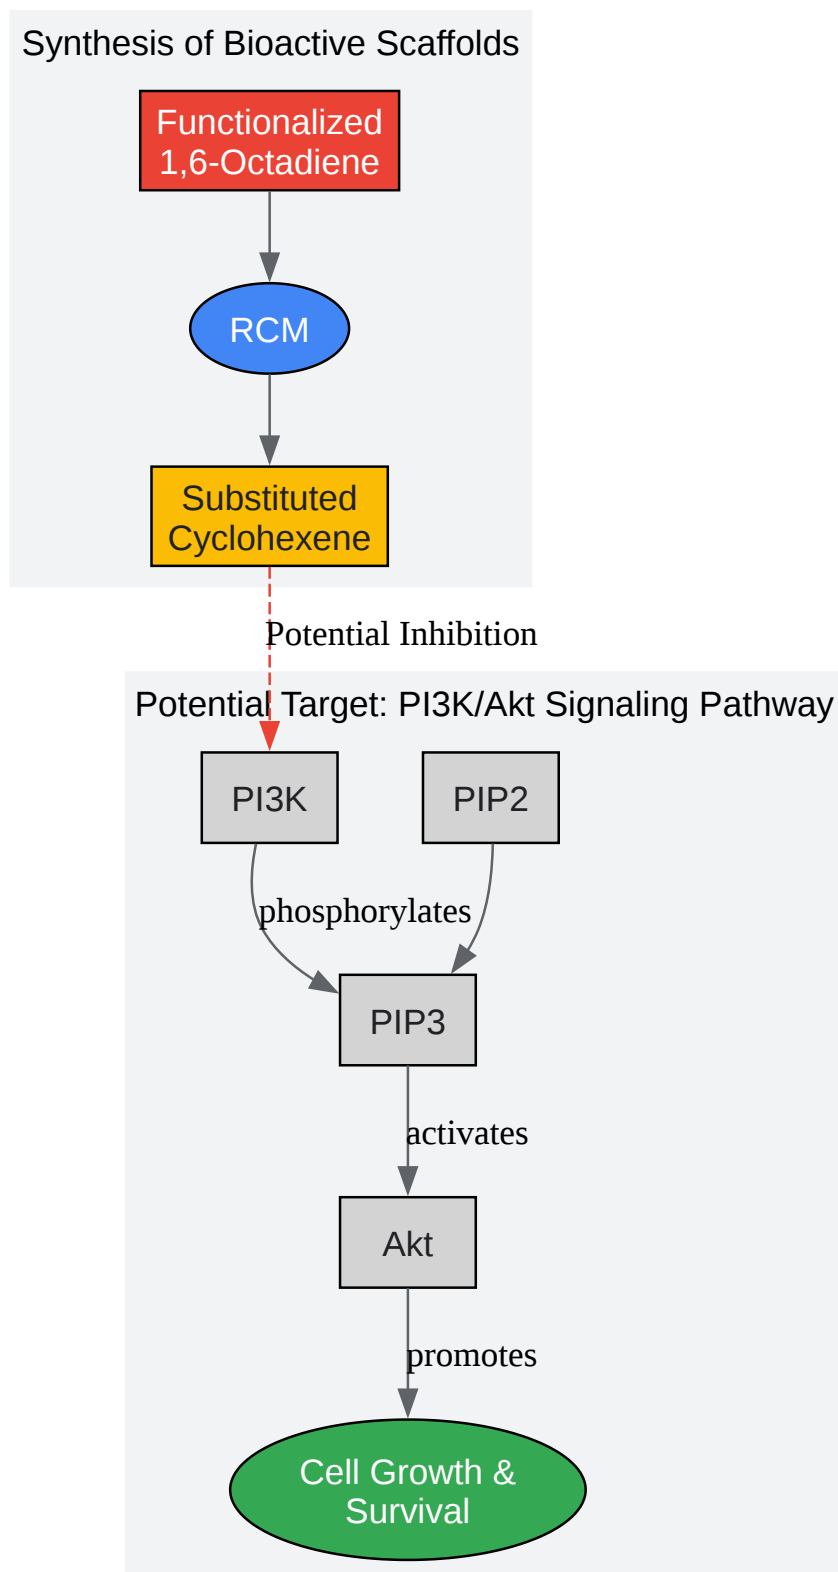 Synthesis of Bioactive Scaffolds
Functionalized
1,6-Octadiene
RCM
Substituted
Cyclohexene
Potential Inhibition
Potential Target: PI3K/Akt Signaling Pathway
PI3K
PIP2
phosphorylates
PIP3
activates
Akt
promotes
Cell Growth &
Survival